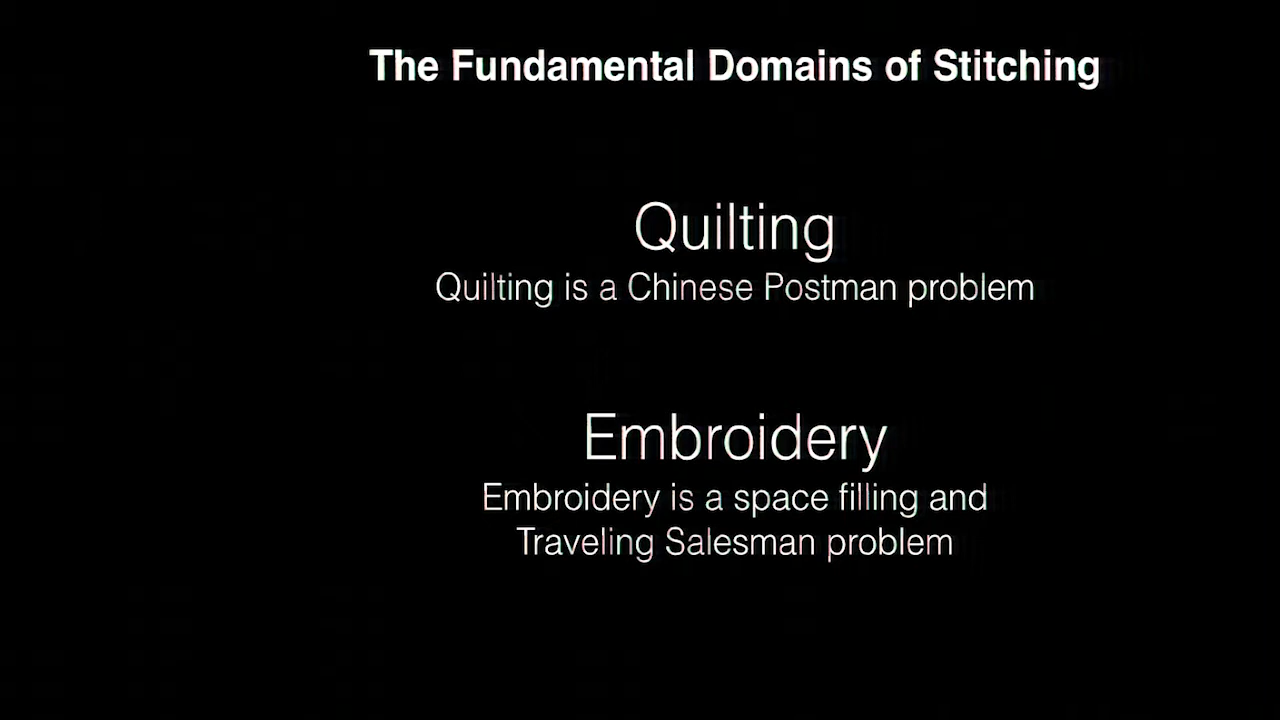 The Fundamental Domains of Stitching
Quilting
Quilting is a Chinese Postman problem
Embroidery
Embroidery is a space filling and
Traveling Salesman problem